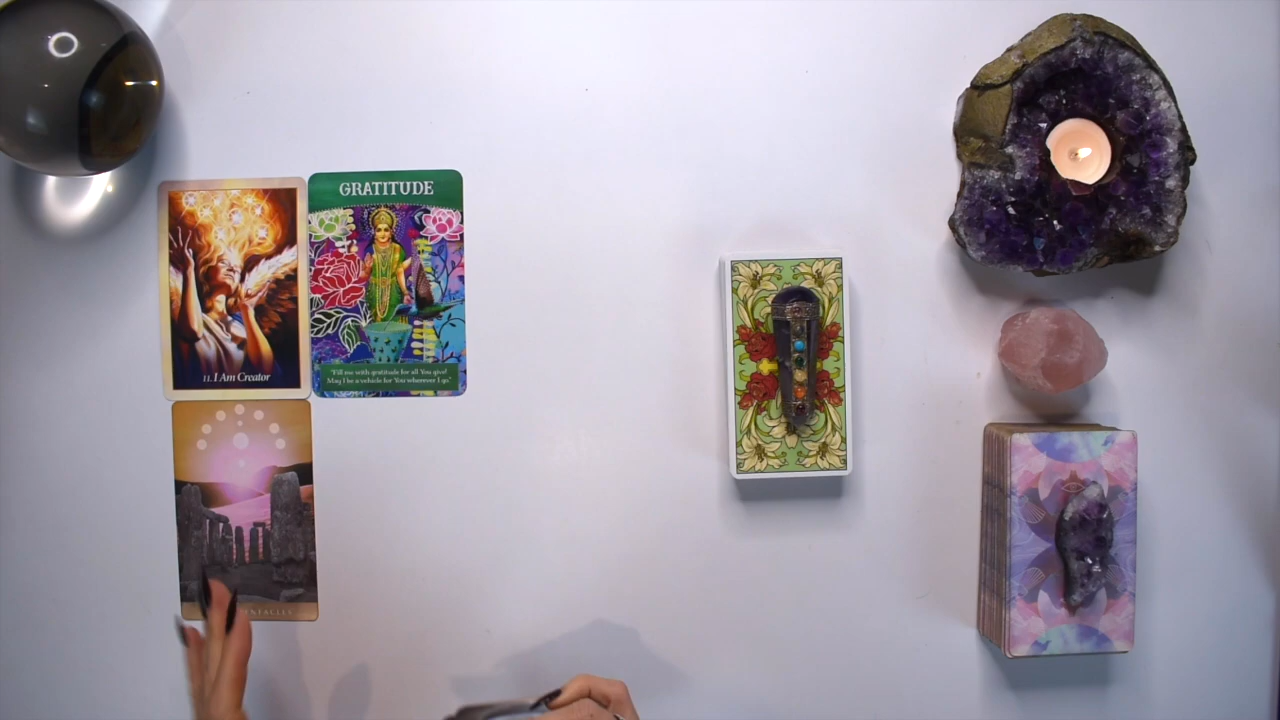 GRATITUDE
11. I Am Creator
"Fill me with gratitude for all You give!
May I be a vehicle for You wherever I go."